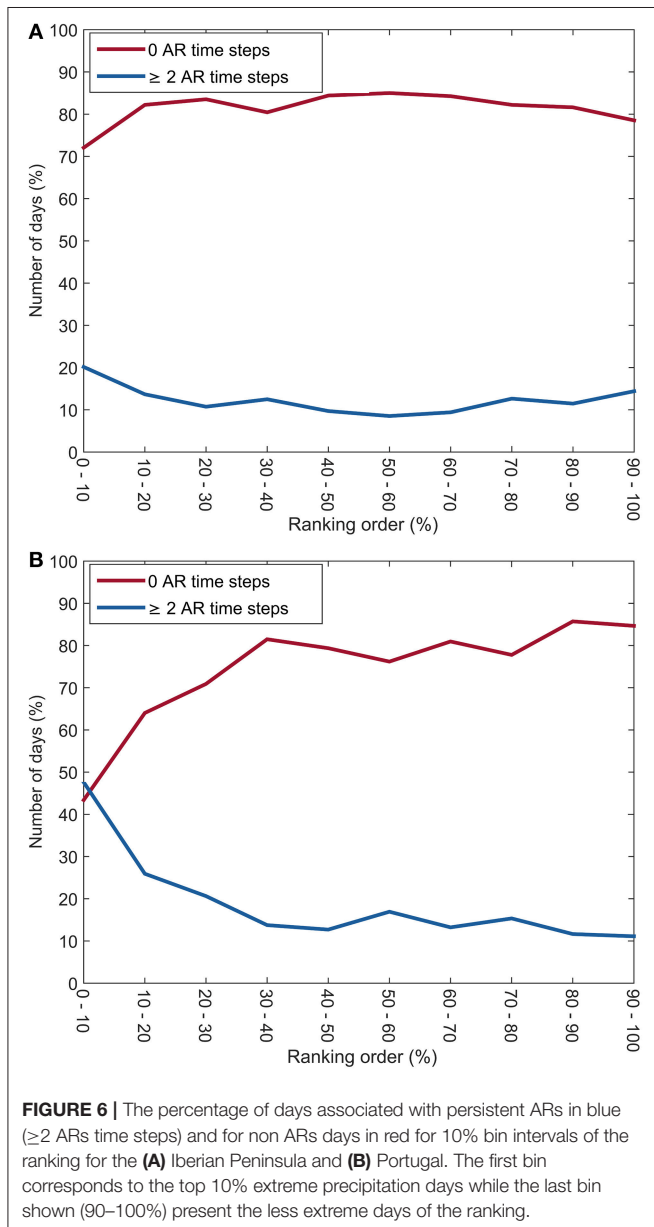 A
100
90
80
70
60
50
40
30
20
10
0
Number of days (%)
0 AR time steps
≥ 2 AR time steps
0 - 10
10 - 20
20 - 30
30 - 40
40 - 50
50 - 60
60 - 70
70 - 80
80 - 90
90 - 100
Ranking order (%)
B
100
90
80
70
60
50
40
30
20
10
0
Number of days (%)
0 AR time steps
≥ 2 AR time steps
0 - 10
10 - 20
20 - 30
30 - 40
40 - 50
50 - 60
60 - 70
70 - 80
80 - 90
90 - 100
Ranking order (%)
FIGURE 6 | The percentage of days associated with persistent ARs in blue
(≥2 ARs time steps) and for non ARs days in red for 10% bin intervals of the
ranking for the (A) Iberian Peninsula and (B) Portugal. The first bin
corresponds to the top 10% extreme precipitation days while the last bin
shown (90–100%) present the less extreme days of the ranking.